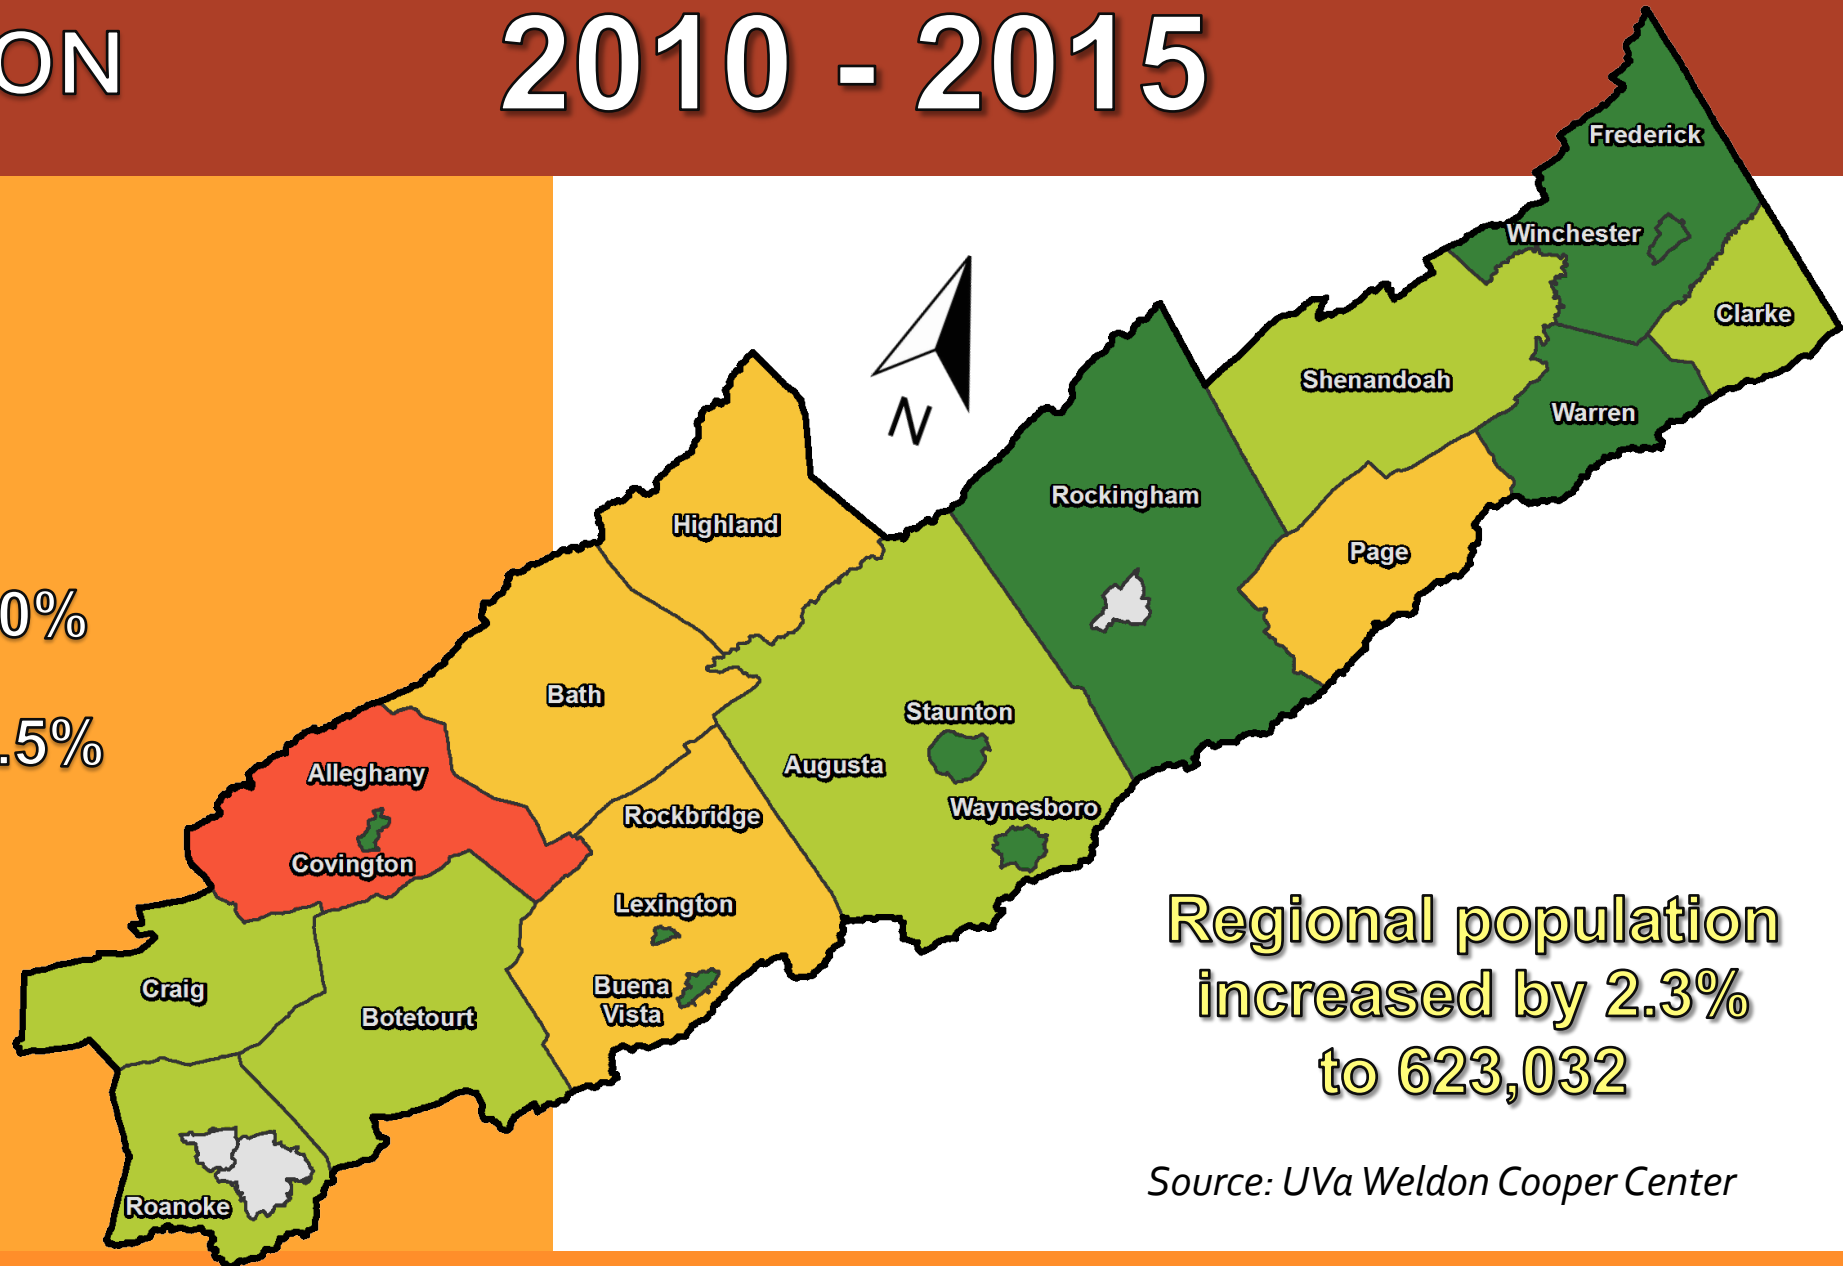 ON
2010 - 2015
Frederick
Winchester
Clarke
Shenandoah
Warren
N
Rockingham
Highland
Page
Bath
Staunton
Augusta
Alleghany
Waynesboro
Rockbridge
Covington
Lexington
Craig
Buena
Vista
Botetourt
Roanoke
0%
.5%
Regional population
increased by 2.3%
to 623,032
Source: UVa Weldon Cooper Center